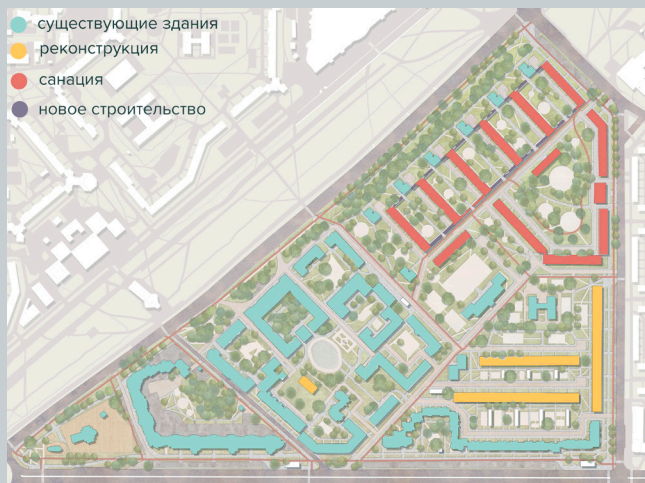 существующие здания
реконструкция
санация
новое строительство